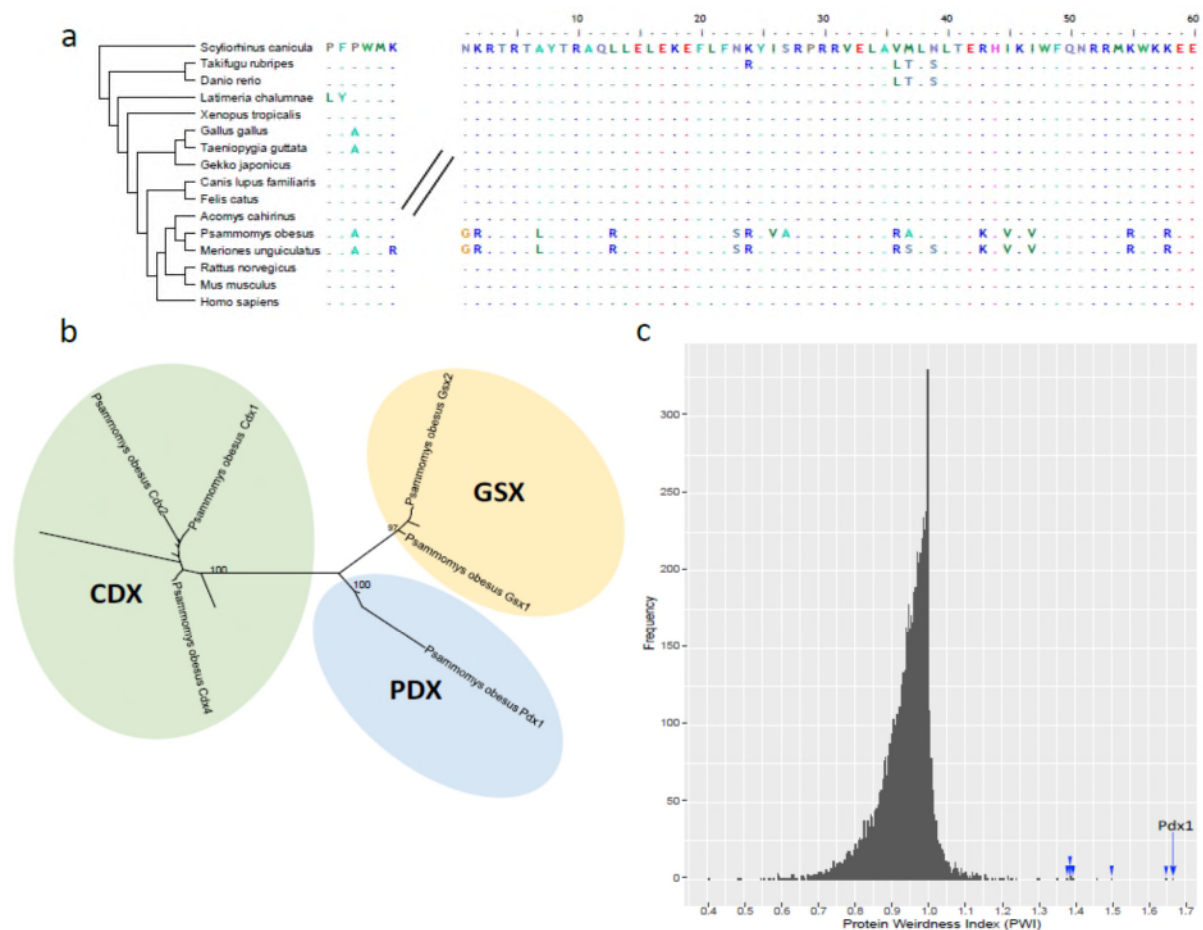 a
10 20 30 40 50 60
Scyliorhinus canicula P F P W M K N K R T R T A Y T R A Q L L E L E K E F L F N K Y I S R P R R V E L A V M L N L T E R H I K I W F Q N R R M K W K K E E
Takifugu rubripes R L T S
Danio rerio L T S
Latimeria chalumnae L Y
Xenopus tropicalis
Gallus gallus A
Taeniopygia guttata A
Gekko japonicus
Canis lupus familiaris
Felis catus
Acomys cahirinus
Psammomys obesus A G R L R S R V A R A K V V R R
Meriones unguiculatus A R G R L R S R R S S K V V R R
Rattus norvegicus
Mus musculus
Homo sapiens
b
Psammomys obesus Cdx2
Psammomys obesus Cdx1
CDX
100
Psammomys obesus Cdx4
Psammomys obesus Gsx2
GSX
97
Psammomys obesus Gsx1
100
PDX
Psammomys obesus Pdx1
c
Frequency
300
250
200
150
100
50
0
Pdx1
0.4 0.5 0.6 0.7 0.8 0.9 1.0 1.1 1.2 1.3 1.4 1.5 1.6 1.7
Protein Weirdness Index (PWI)